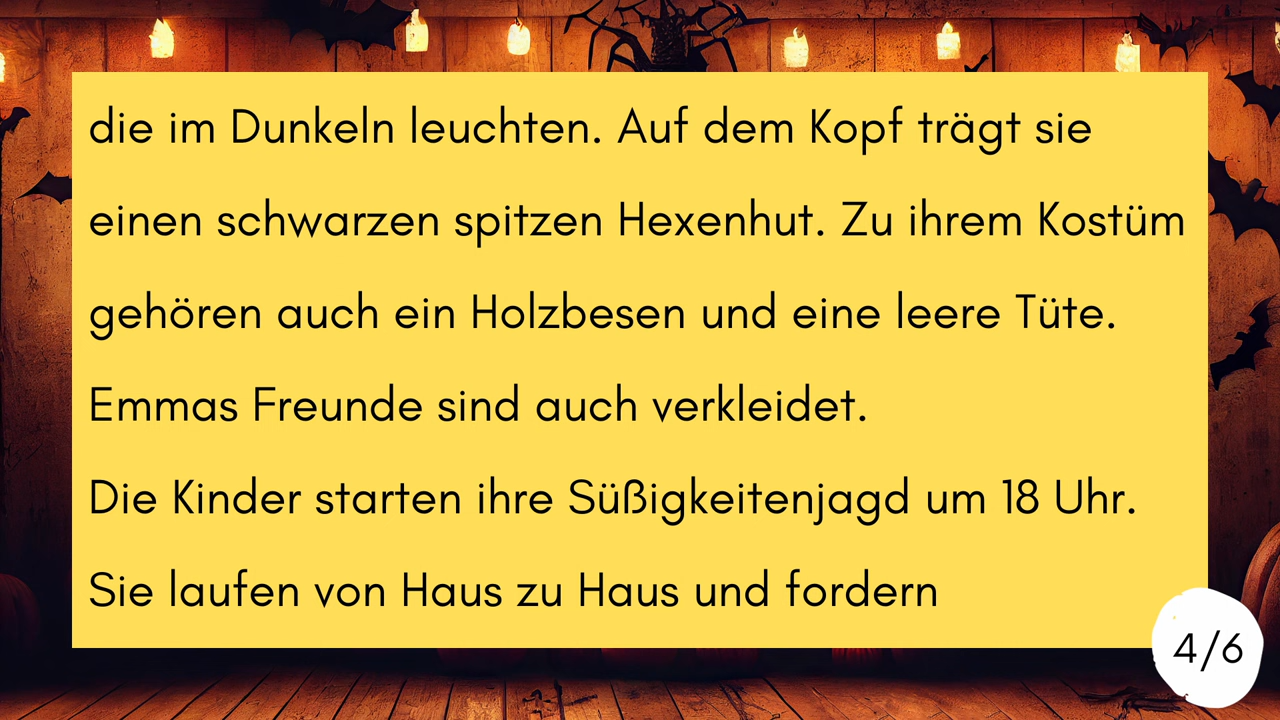 die im Dunkeln leuchten. Auf dem Kopf trägt sie
einen schwarzen spitzen Hexenhut. Zu ihrem Kostüm
gehören auch ein Holzbesen und eine leere Tüte.
Emmas Freunde sind auch verkleidet.
Die Kinder starten ihre Süßigkeitenjagd um 18 Uhr.
Sie laufen von Haus zu Haus und fordern
4/6